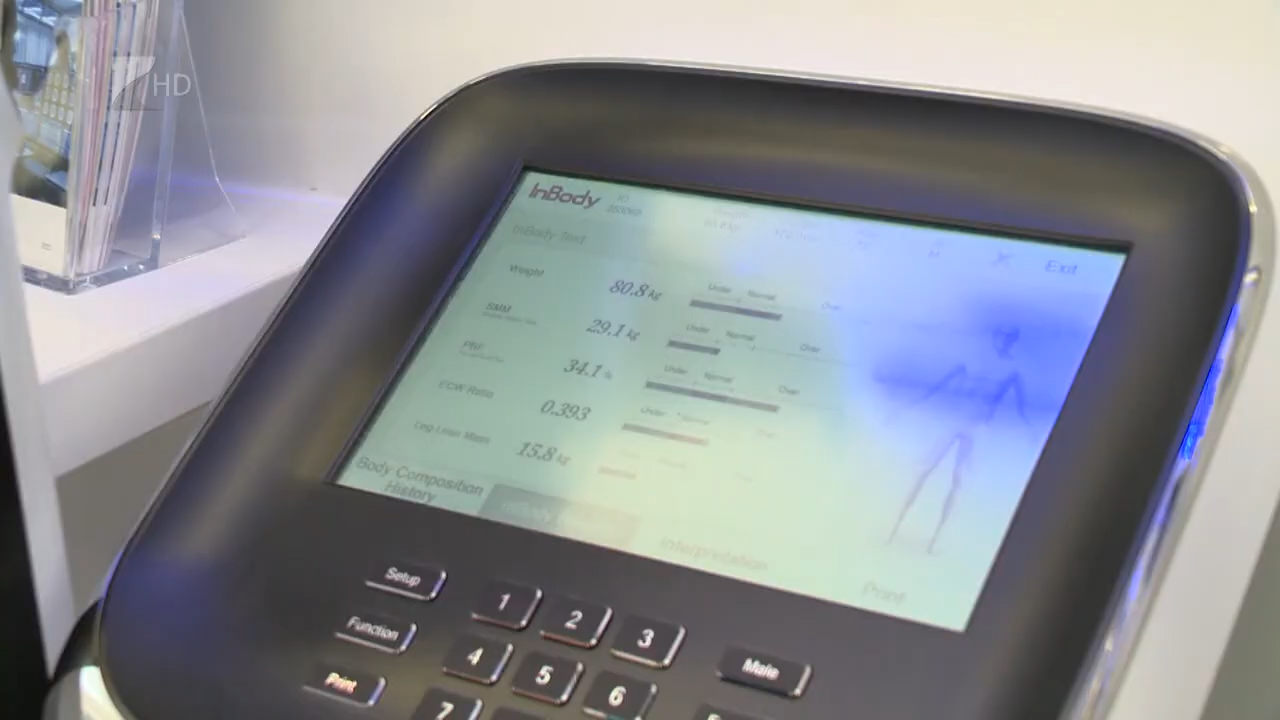 HD
InBody
ID
InBody Test
Exit
Weight 80.8 kg Under Normal Over
SMM 29.1 kg Under Normal Over
PBF 34.1 % Under Normal Over
ECW Ratio 0.393 Under Normal Over
Leg Lean Mass 15.8 kg
Body Composition
History
Interpretation
Print
Setup 1 2 3
Function 4 5 6 Male
Print 7